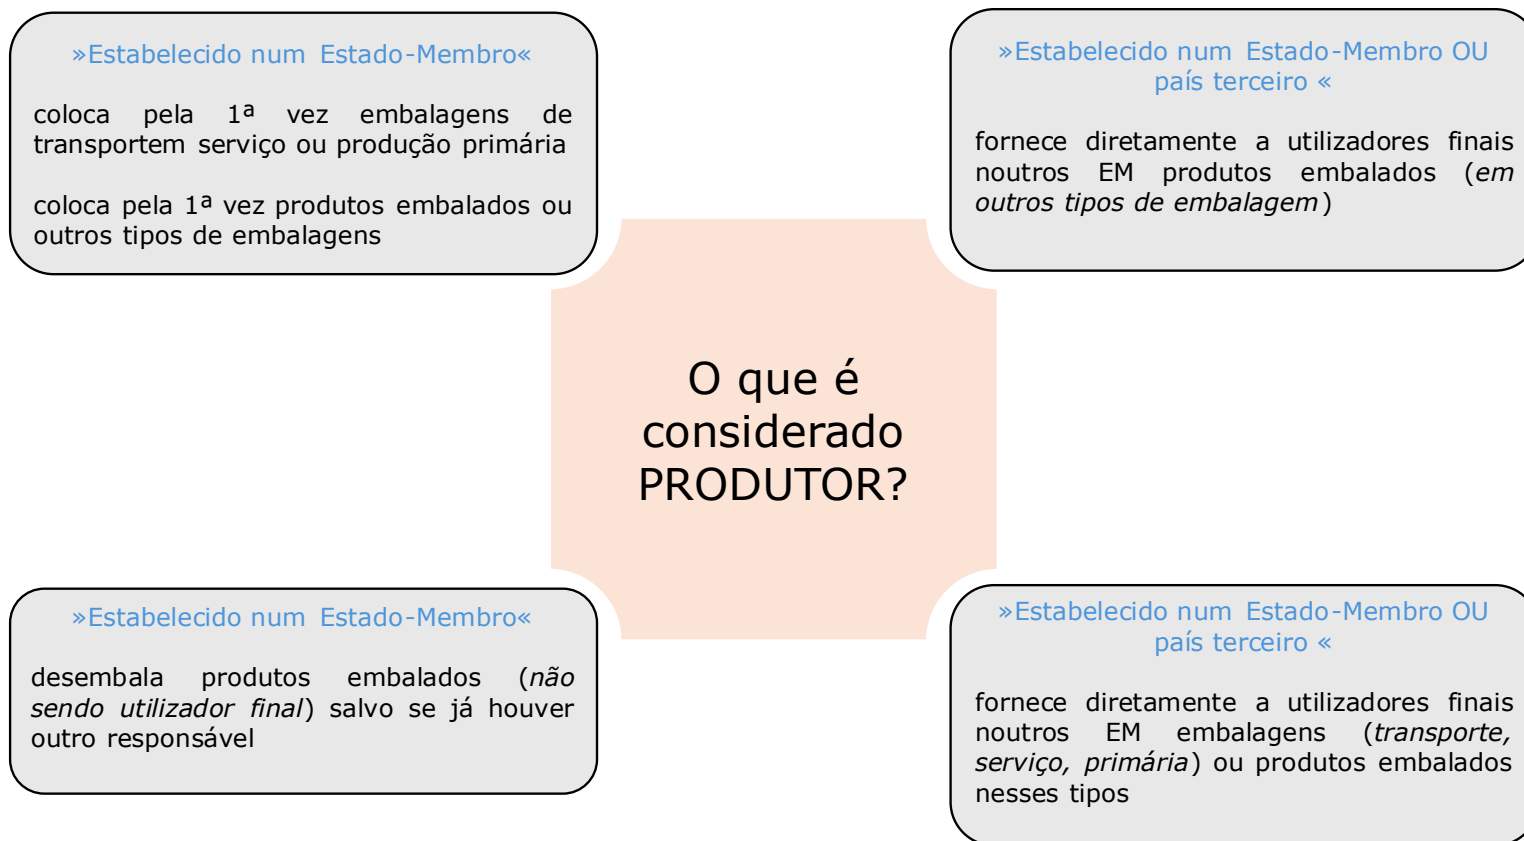 »Estabelecido num Estado-Membro«
coloca pela 1ª vez embalagens de
transportem serviço ou produção primária
coloca pela 1ª vez produtos embalados ou
outros tipos de embalagens
»Estabelecido num Estado-Membro OU
país terceiro «
fornece diretamente a utilizadores finais
noutros EM produtos embalados (em
outros tipos de embalagem)
O que é
considerado
PRODUTOR?
»Estabelecido num Estado-Membro«
desembala produtos embalados (não
sendo utilizador final) salvo se já houver
outro responsável
»Estabelecido num Estado-Membro OU
país terceiro «
fornece diretamente a utilizadores finais
noutros EM embalagens (transporte,
serviço, primária) ou produtos embalados
nesses tipos